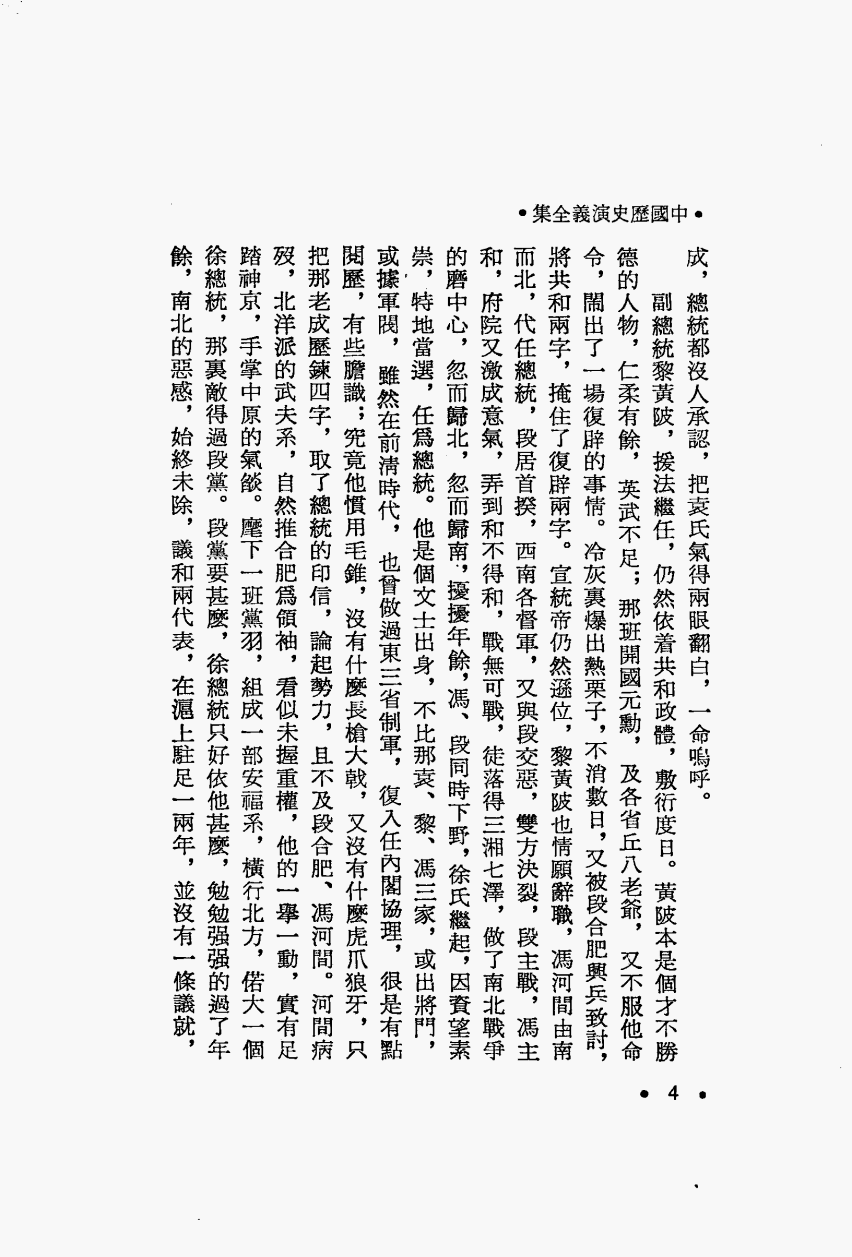 •中國歷史演義全集•
成，總統都沒人承認，把袁氏氣得兩眼翻白，一命嗚呼。
副總統黎黃陂，援法繼任，仍然依着共和政體，敷衍度日。黃陂本是個才不勝
德的人物，仁柔有餘，英武不足；那班開國元勳，及各省丘八老爺，又不服他命
令，鬧出了一場復辟的事情。冷灰裏爆出熱栗子，不消數日，又被段合肥興兵致討，
將共和兩字，掩住了復辟兩字。宣統帝仍然遜位，黎黃陂也情願辭職，馮河間由南
而北，代任總統，段居首揆，西南各督軍，又與段交惡，雙方決裂，段主戰，馮主
和，府院又激成意氣，弄到和不得和，戰無可戰，徒落得三湘七澤，做了南北戰爭
的磨中心，忽而歸北，忽而歸南，擾擾年餘，馮、段同時下野，徐氏繼起，因資望素
崇，特地當選，任爲總統。他是個文士出身，不比那袁、黎、馮三家，或出將門，
或據軍閥，雖然在前清時代，也曾做過東三省制軍，復入任內閣協理，很是有點
閱歷，有些膽識；究竟他慣用毛錐，沒有什麼長槍大戟，又沒有什麼虎爪狼牙，只
把那老成歷鍊四字，取了總統的印信，論起勢力，且不及段合肥、馮河間。河間病
歿，北洋派的武夫系，自然推合肥爲領袖，看似未握重權，他的一舉一動，實有足
踏神京，手掌中原的氣燄。麾下一班黨羽，組成一部安福系，橫行北方，偌大一個
徐總統，那裏敵得過段黨。段黨要甚麼，徐總統只好依他甚麼，勉勉强强的過了年
餘，南北的惡感，始終未除，議和兩代表，在滬上駐足一兩年，並沒有一條議就，
• 4 •